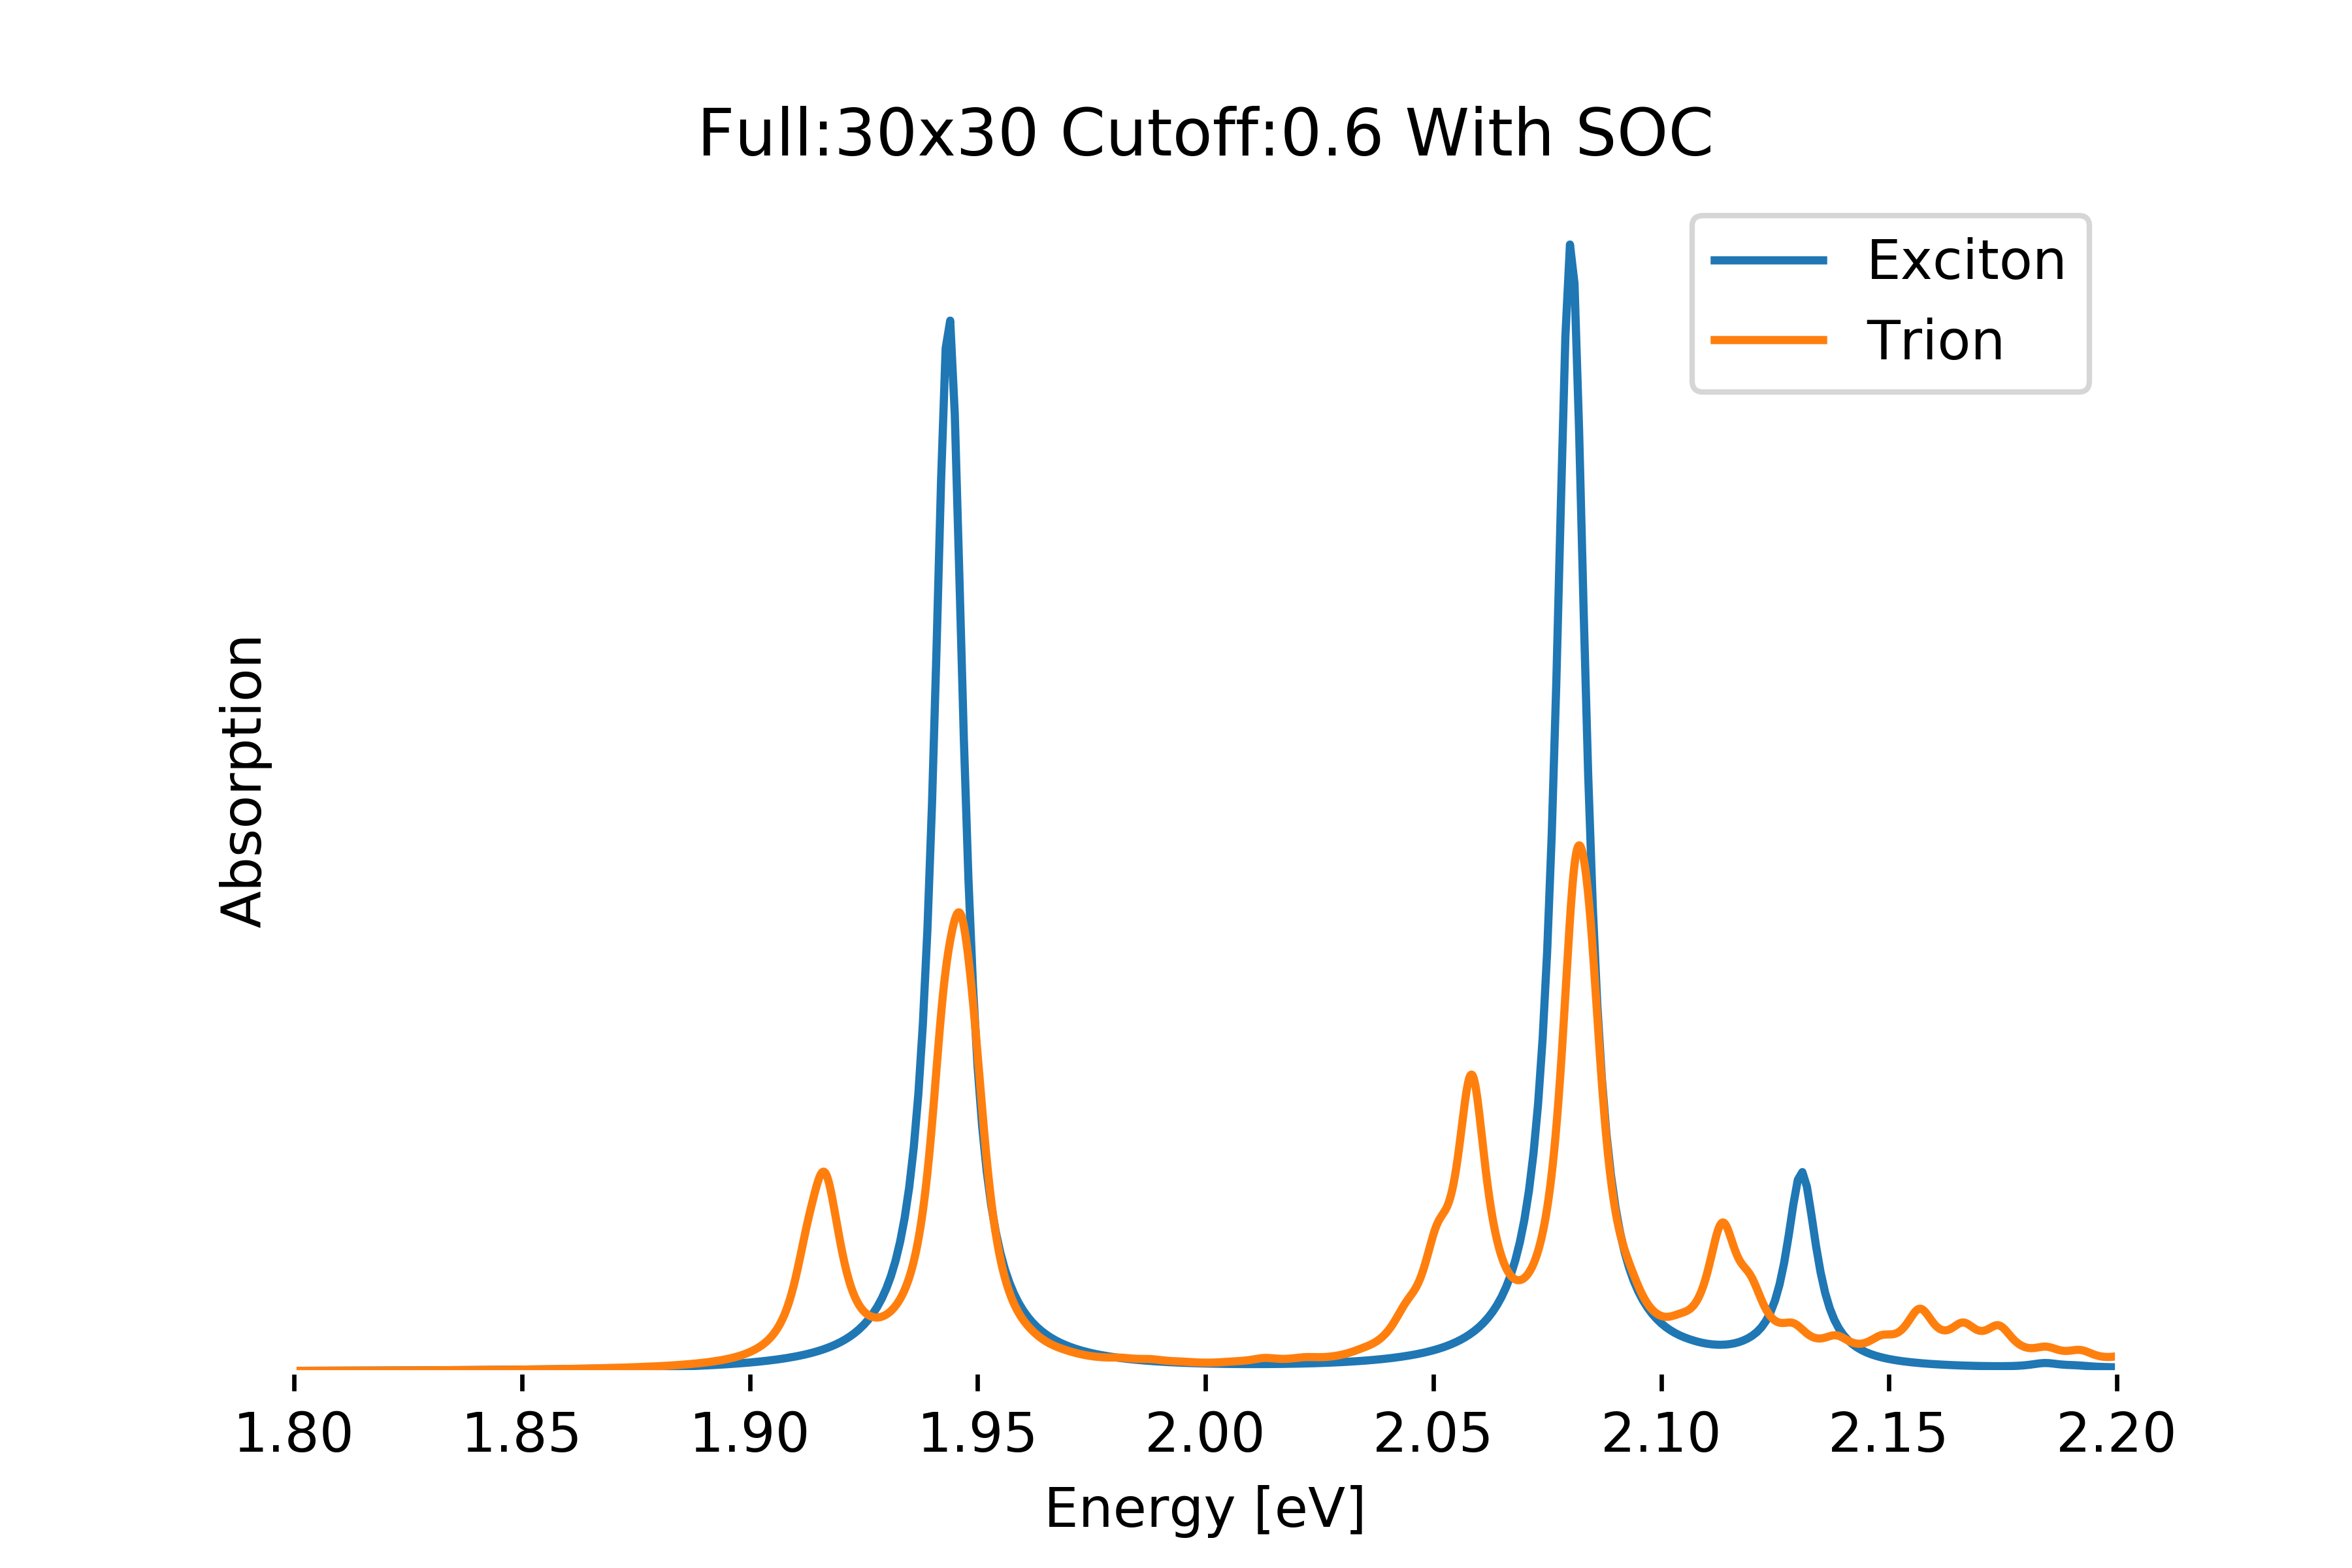 Full:30x30 Cutoff:0.6 With SOC
Exciton
Trion
Absorption
1.80 1.85 1.90 1.95 2.00 2.05 2.10 2.15 2.20
Energy [eV]